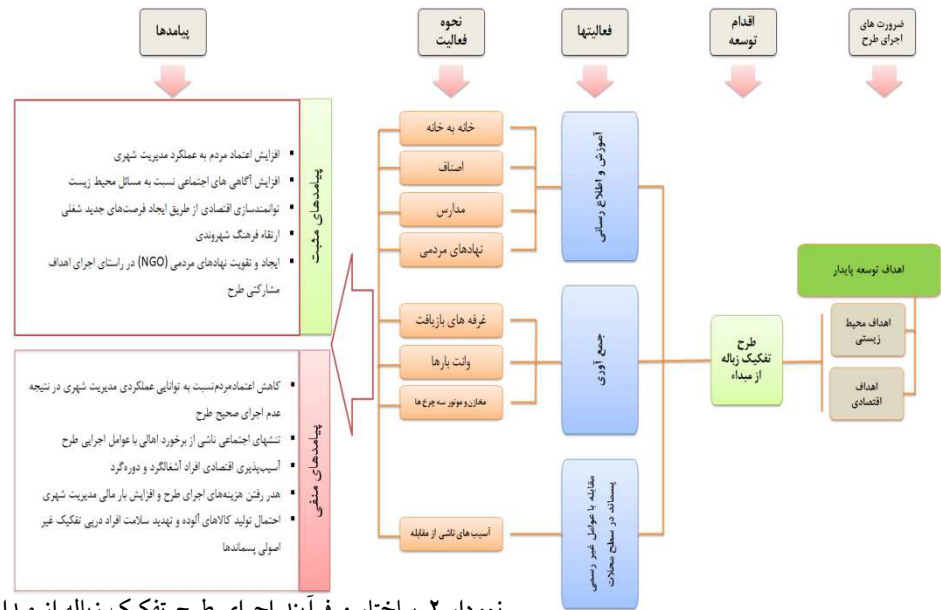 ضرورت های
اجرای طرح
اقدام
توسعه
فعالیتها
نحوه
فعالیت
پیامدها
اهداف توسعه پایدار
اهداف محیط
زیستی
اهداف
اقتصادی
طرح
تفکیک زباله
از مبداء
آموزش و اطلاع رسانی
جمع آوری
مقابله با عوامل غیر رسمی
پسماند در سطح محلات
خانه به خانه
اصناف
مدارس
نهادهای مردمی
غرفه های بازیافت
وانت بارها
مخازن و موتور سه چرخ ها
آسیب های ناشی از مقابله
پیامدهای مثبت
▪ افزایش اعتماد مردم به عملکرد مدیریت شهری
▪ افزایش آگاهی های اجتماعی نسبت به مسائل محیط زیست
▪ توانمندسازی اقتصادی از طریق ایجاد فرصت‌های جدید شغلی
▪ ارتقاء فرهنگ شهروندی
▪ ایجاد و تقویت نهادهای مردمی (NGO) در راستای اجرای اهداف
مشارکتی طرح
پیامدهای منفی
▪ کاهش اعتمادمردم‌نسبت به توانایی عملکردی مدیریت شهری در نتیجه
عدم اجرای صحیح طرح
▪ تنشهای اجتماعی ناشی از برخورد اهالی با عوامل اجرایی طرح
▪ آسیب‌پذیری اقتصادی افراد آشغالگرد و دوره‌گرد
▪ هدر رفتن هزینه‌های اجرای طرح و افزایش بار مالی مدیریت شهری
▪ احتمال تولید کالاهای آلوده و تهدید سلامت افراد درپی تفکیک غیر
اصولی پسماندها